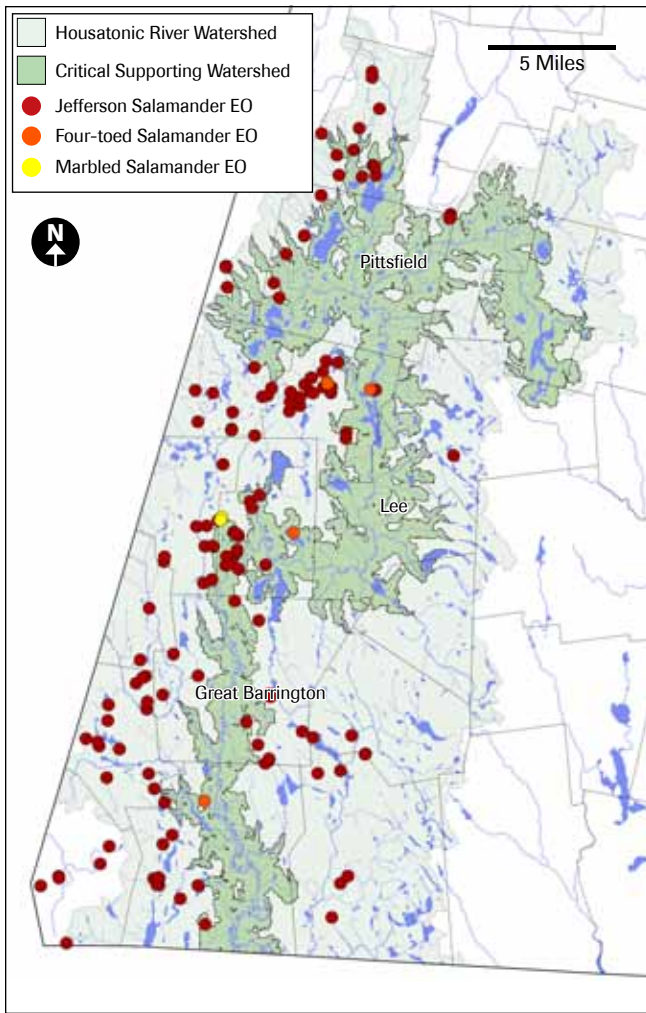 Housatonic River Watershed
Critical Supporting Watershed
Jefferson Salamander EO
Four-toed Salamander EO
Marbled Salamander EO
5 Miles
N
Pittsfield
Lee
Great Barrington